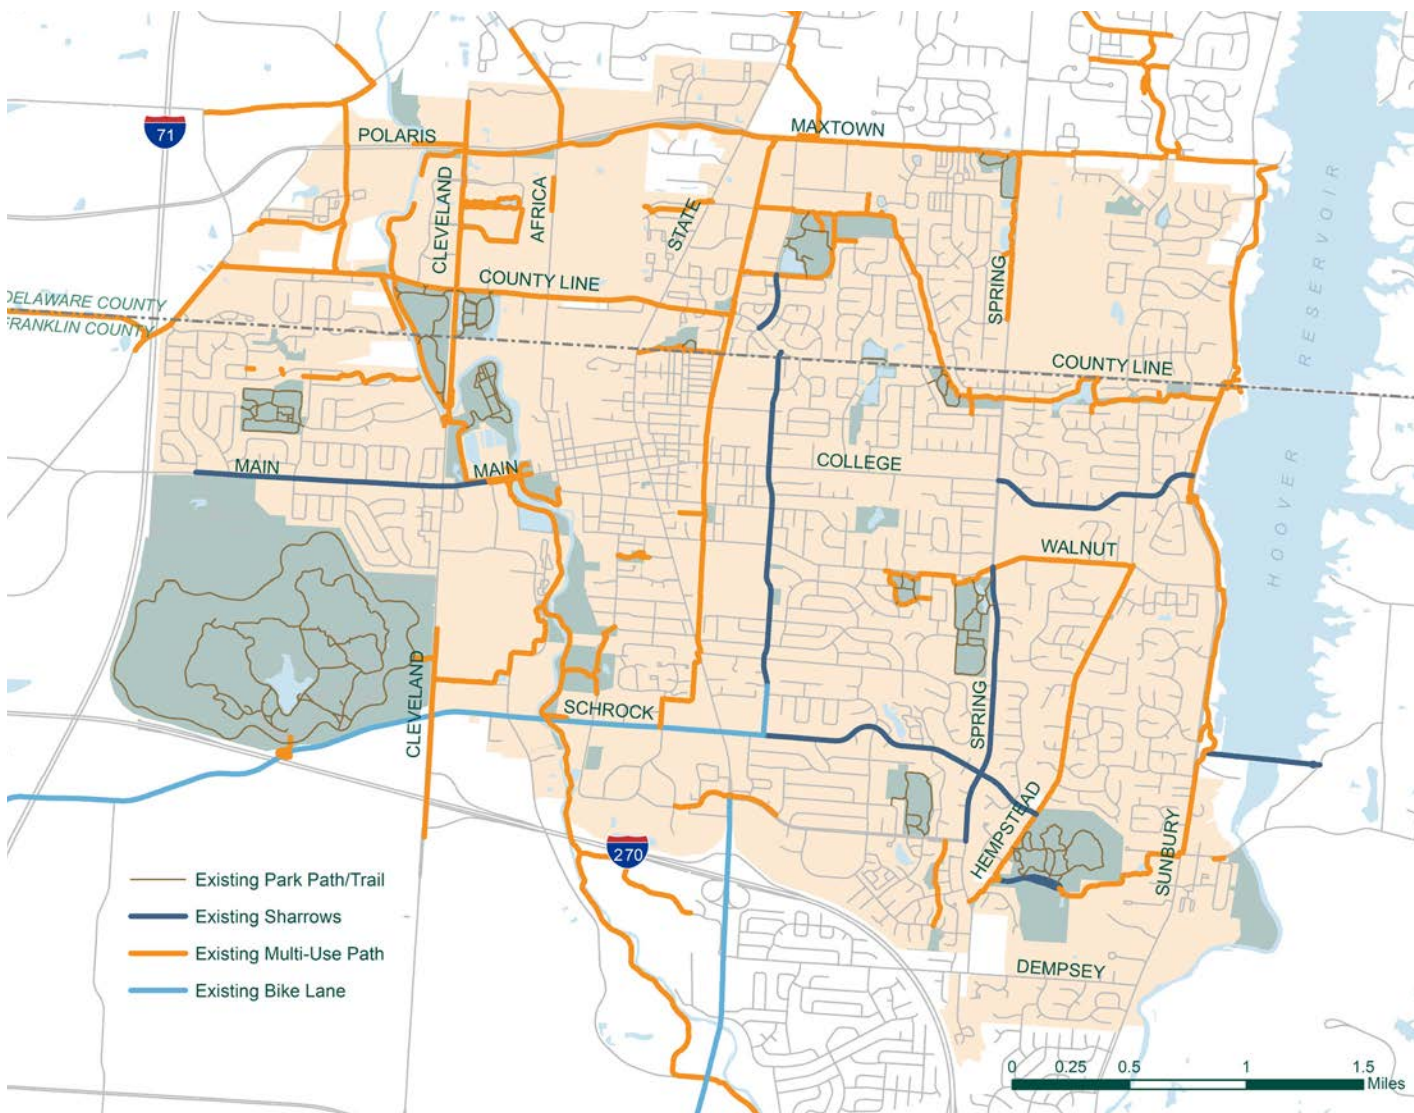 MAXTOWN
71
POLARIS
CLEVELAND
AFRICA
STATE
SPRING
RESERVOIR
HOOVER
COUNTY LINE
DELAWARE COUNTY
FRANKLIN COUNTY
COUNTY LINE
MAIN
MAIN
COLLEGE
WALNUT
CLEVELAND
SCHROCK
SPRING
HEMPSTEAD
SUNBURY
270
DEMPSEY
Existing Park Path/Trail
Existing Sharrows
Existing Multi-Use Path
Existing Bike Lane
0 0.25 0.5 1 1.5
Miles